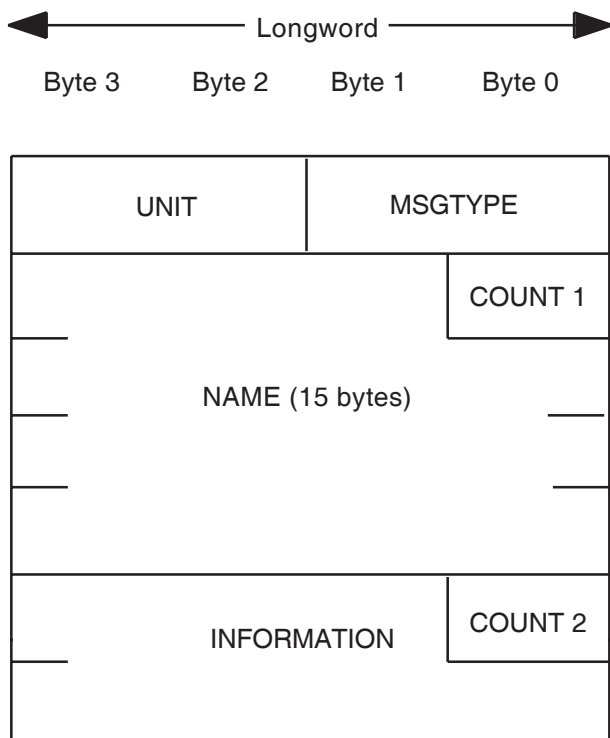 Longword
Byte 3 Byte 2 Byte 1 Byte 0
UNIT MSGTYPE
COUNT 1
NAME (15 bytes)
COUNT 2
INFORMATION